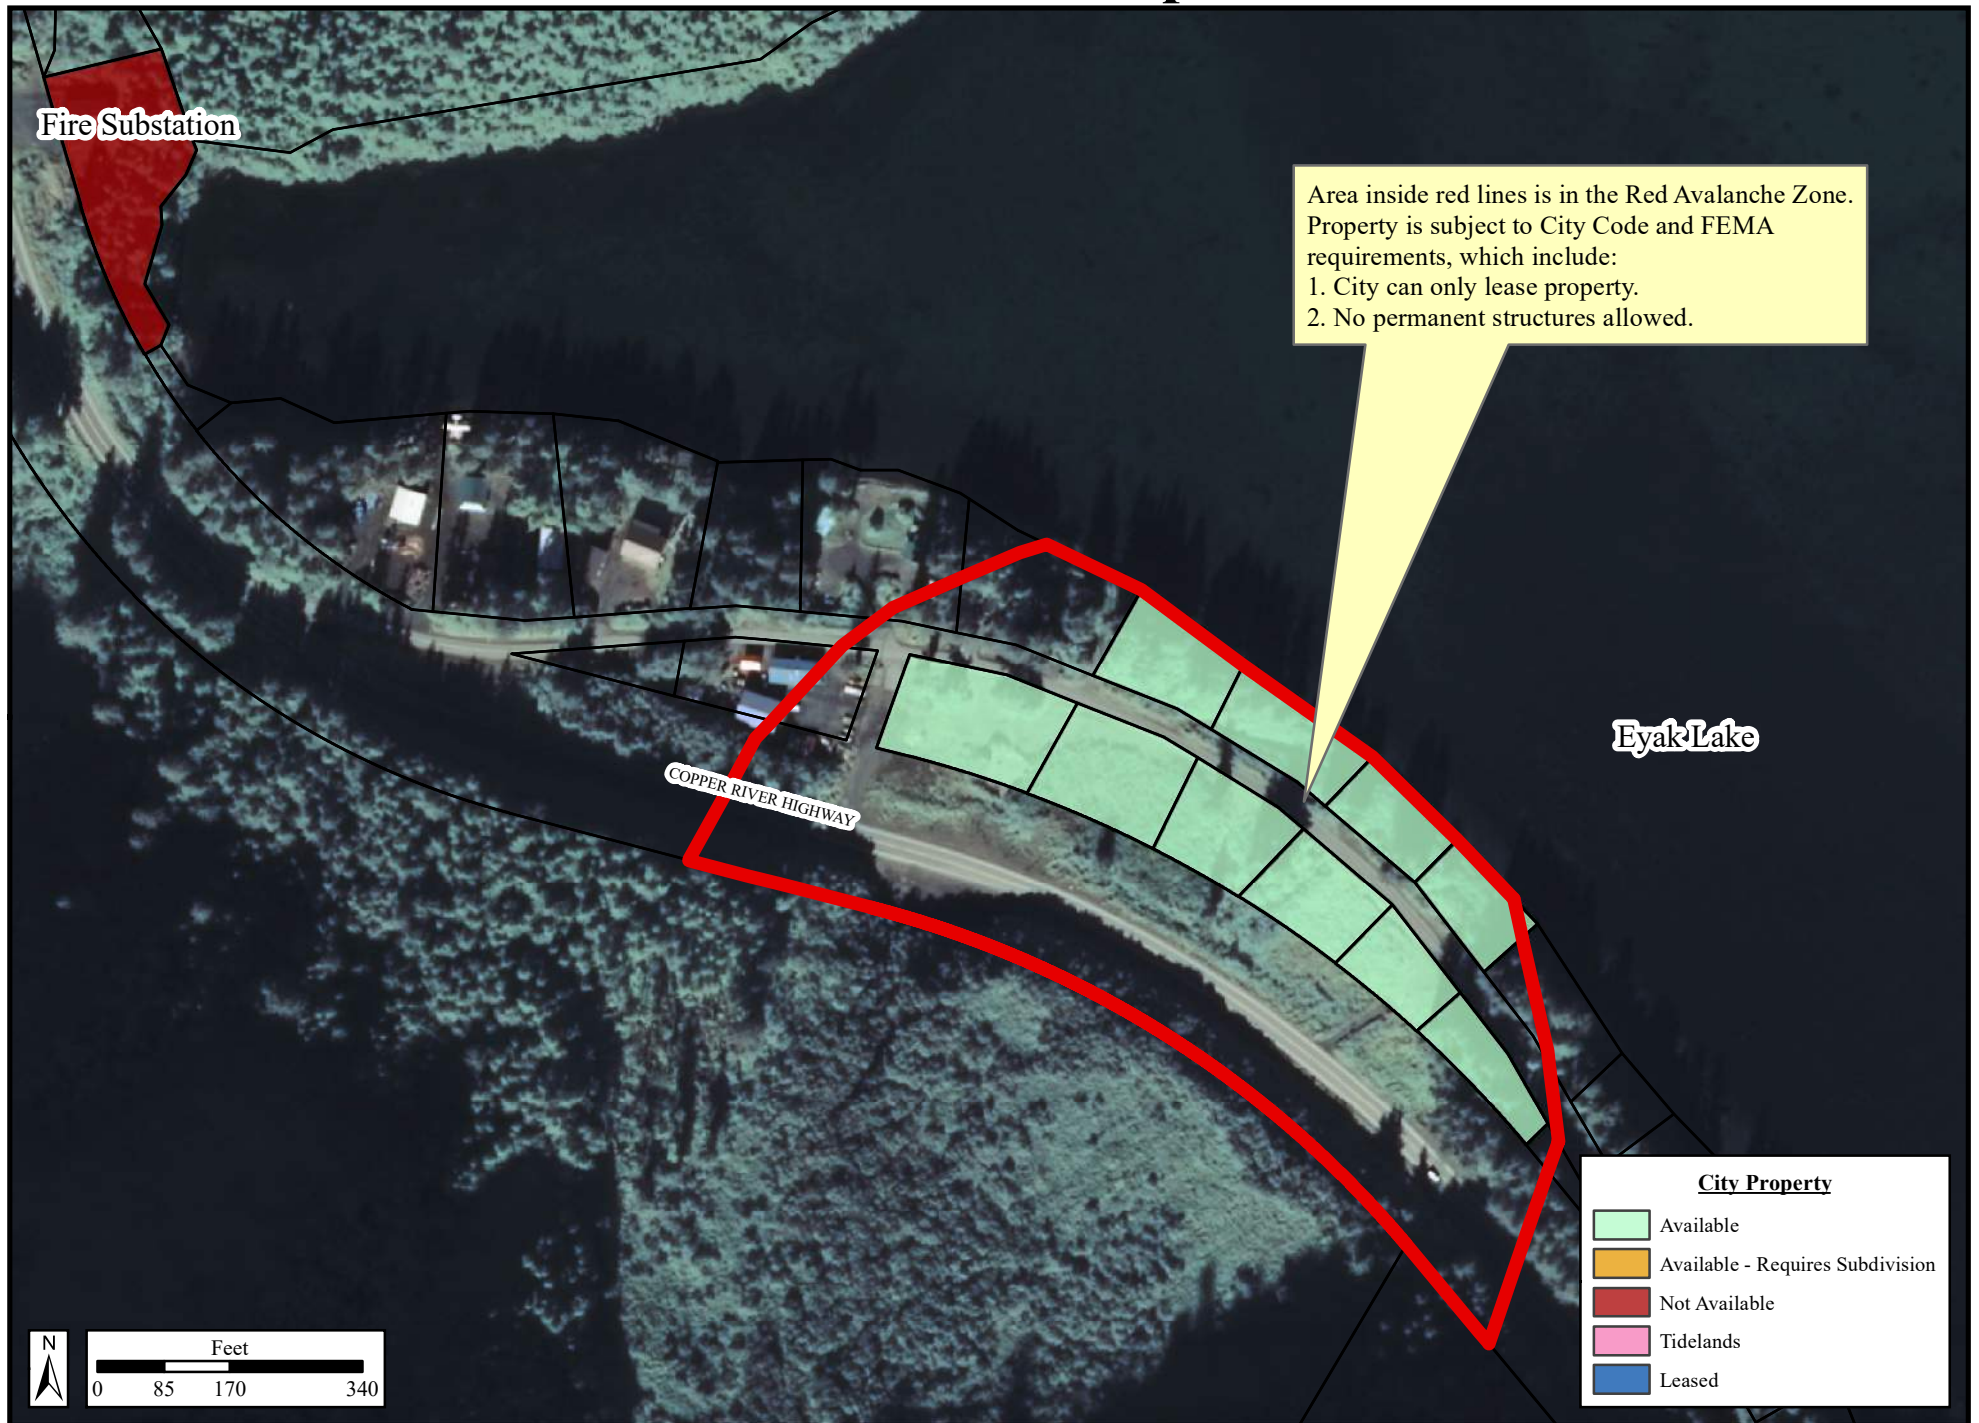 Fire Substation
Area inside red lines is in the Red Avalanche Zone.
Property is subject to City Code and FEMA
requirements, which include:
1. City can only lease property.
2. No permanent structures allowed.
Eyak Lake
COPPER RIVER HIGHWAY
City Property
Available
Available - Requires Subdivision
Not Available
Tidelands
Leased
N
Feet
0 85 170 340